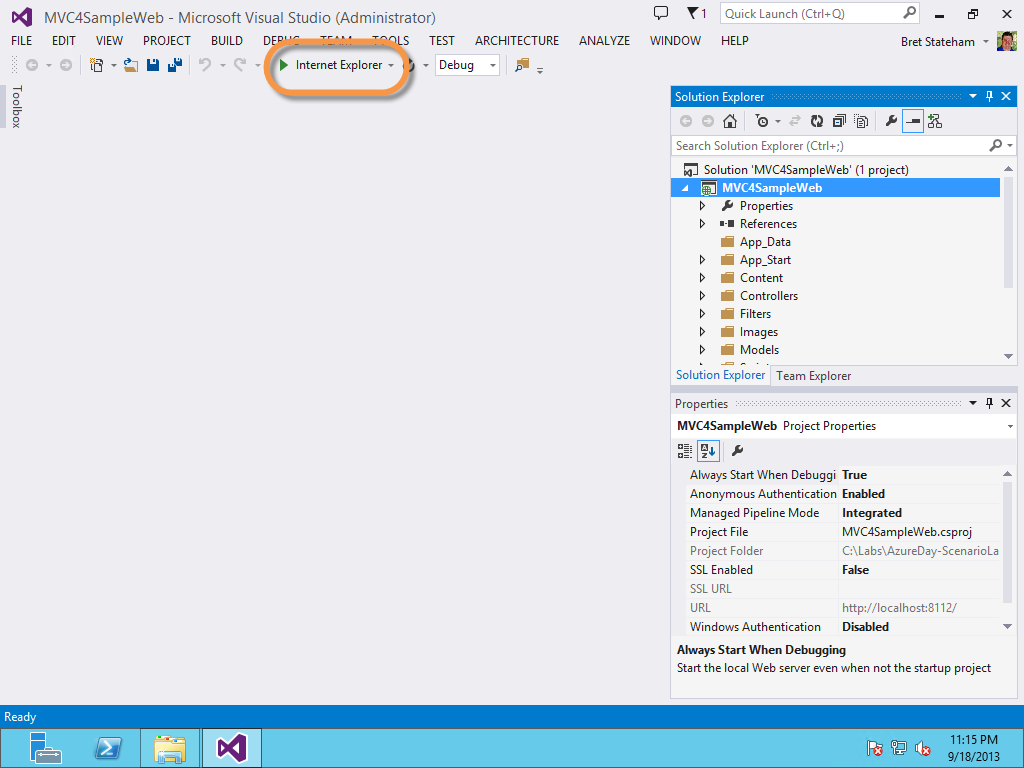 MVC4SampleWeb - Microsoft Visual Studio (Administrator)
1
Quick Launch (Ctrl+Q)
FILE EDIT VIEW PROJECT BUILD DEBUG TEAM TOOLS TEST ARCHITECTURE ANALYZE WINDOW HELP
Bret Stateham
Internet Explorer
Debug
Toolbox
Solution Explorer
Search Solution Explorer (Ctrl+;)
Solution 'MVC4SampleWeb' (1 project)
MVC4SampleWeb
Properties
References
App_Data
App_Start
Content
Controllers
Filters
Images
Models
Solution Explorer Team Explorer
Properties
MVC4SampleWeb Project Properties
Always Start When Debuggi True
Anonymous Authentication Enabled
Managed Pipeline Mode Integrated
Project File MVC4SampleWeb.csproj
Project Folder C:\Labs\AzureDay-ScenarioLa
SSL Enabled False
SSL URL
URL http://localhost:8112/
Windows Authentication Disabled
Always Start When Debugging
Start the local Web server even when not the startup project
Ready
11:15 PM
9/18/2013